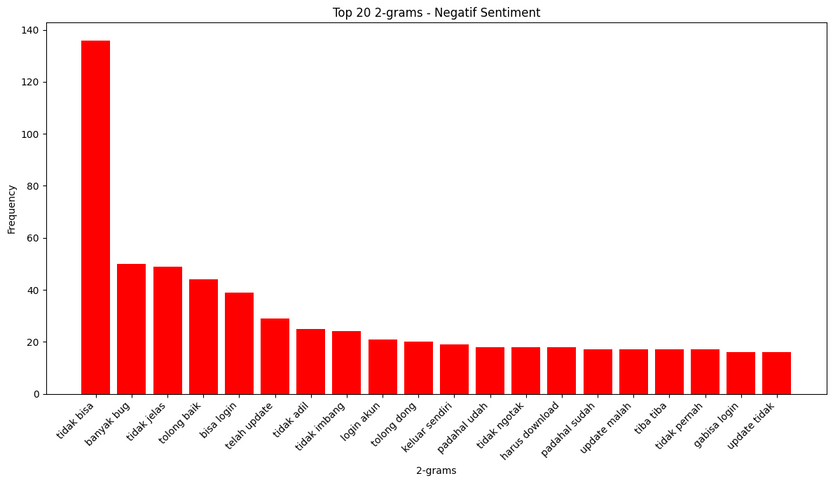 Top 20 2-grams - Negatif Sentiment
Frequency
140
120
100
80
60
40
20
0
tidak bisa
banyak bug
tidak jelas
tolong baik
bisa login
telah update
tidak adil
tidak imbang
login akun
tolong dong
keluar sendiri
padahal udah
tidak ngotak
harus download
padahal sudah
update malah
tiba tiba
tidak pernah
gabisa login
update tidak
2-grams